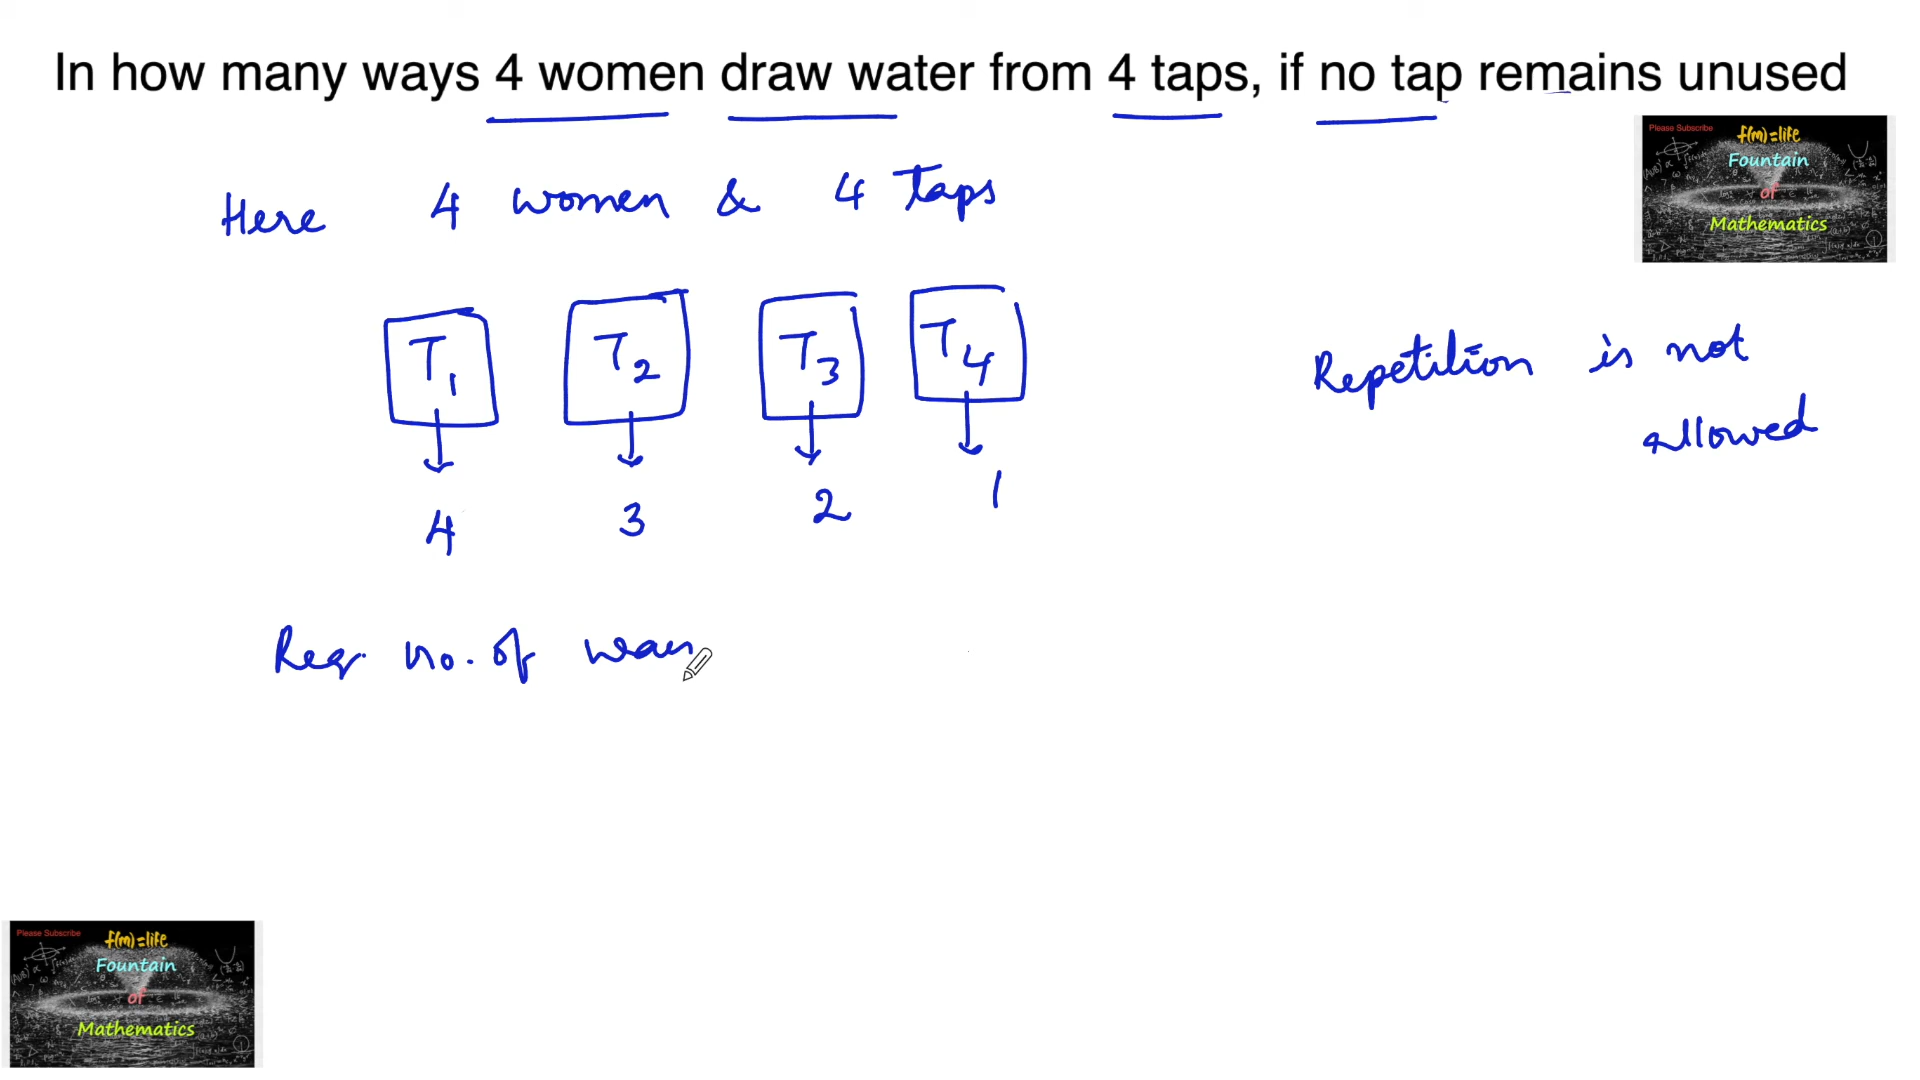 In how many ways 4 women draw water from 4 taps, if no tap remains unused
Please Subscribe
f(m)=life
Fountain
of
Mathematics
Here 4 women & 4 taps
T1 T2 T3 T4
Repetition is not
allowed
4 3 2 1
Req. no. of ways
Please Subscribe
f(m)=life
Fountain
of
Mathematics